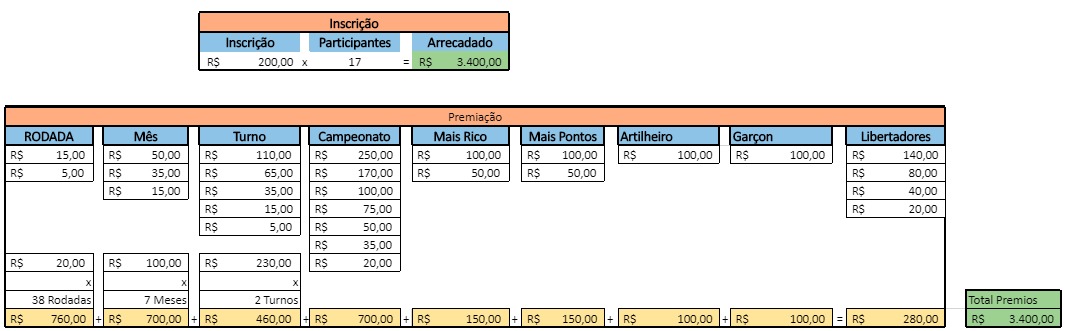 Inscrição
Inscrição Participantes Arrecadado
R$ 200,00 x 17 = R$ 3.400,00
Premiação
RODADA Mês Turno Campeonato Mais Rico Mais Pontos Artilheiro Garçon Libertadores
R$ 15,00 R$ 50,00 R$ 110,00 R$ 250,00 R$ 100,00 R$ 100,00 R$ 100,00 R$ 100,00 R$ 140,00
R$ 5,00 R$ 35,00 R$ 65,00 R$ 170,00 R$ 50,00 R$ 50,00 R$ 80,00
R$ 15,00 R$ 35,00 R$ 100,00 R$ 40,00
R$ 15,00 R$ 75,00 R$ 20,00
R$ 5,00 R$ 50,00
R$ 35,00
R$ 20,00 R$ 100,00 R$ 230,00 R$ 20,00
x x x
38 Rodadas 7 Meses 2 Turnos Total Premios
R$ 760,00 + R$ 700,00 + R$ 460,00 + R$ 700,00 + R$ 150,00 + R$ 150,00 + R$ 100,00 + R$ 100,00 = R$ 280,00 R$ 3.400,00